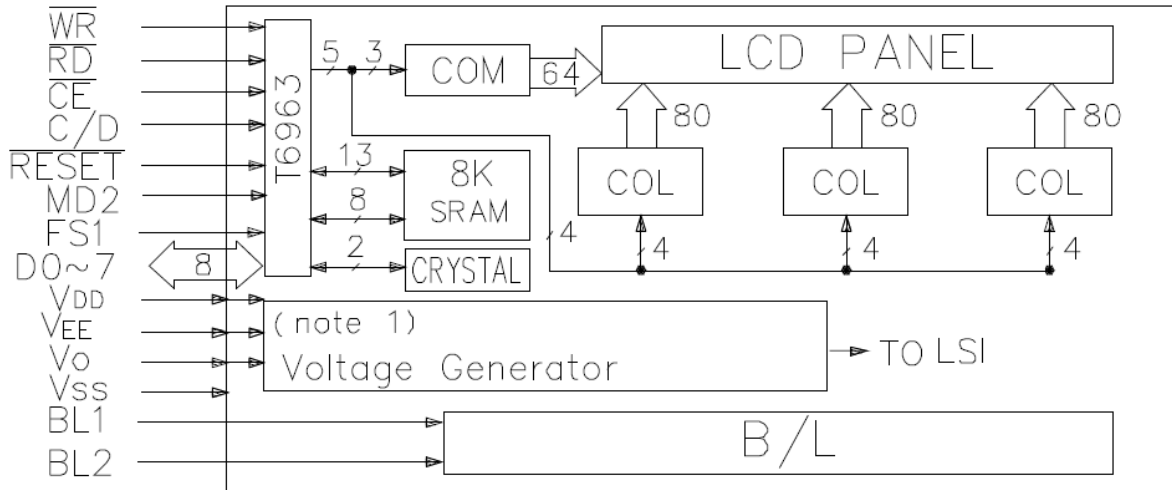 WR
RD
CE
C/D
RESET
MD2
FS1
D0~7
VDD
VEE
Vo
Vss
BL1
BL2
8
T6963
5
3
COM
64
LCD PANEL
80
80
80
COL
COL
COL
13
8
2
8K
SRAM
CRYSTAL
4
4
4
4
(note 1)
Voltage Generator
TO LSI
B/L